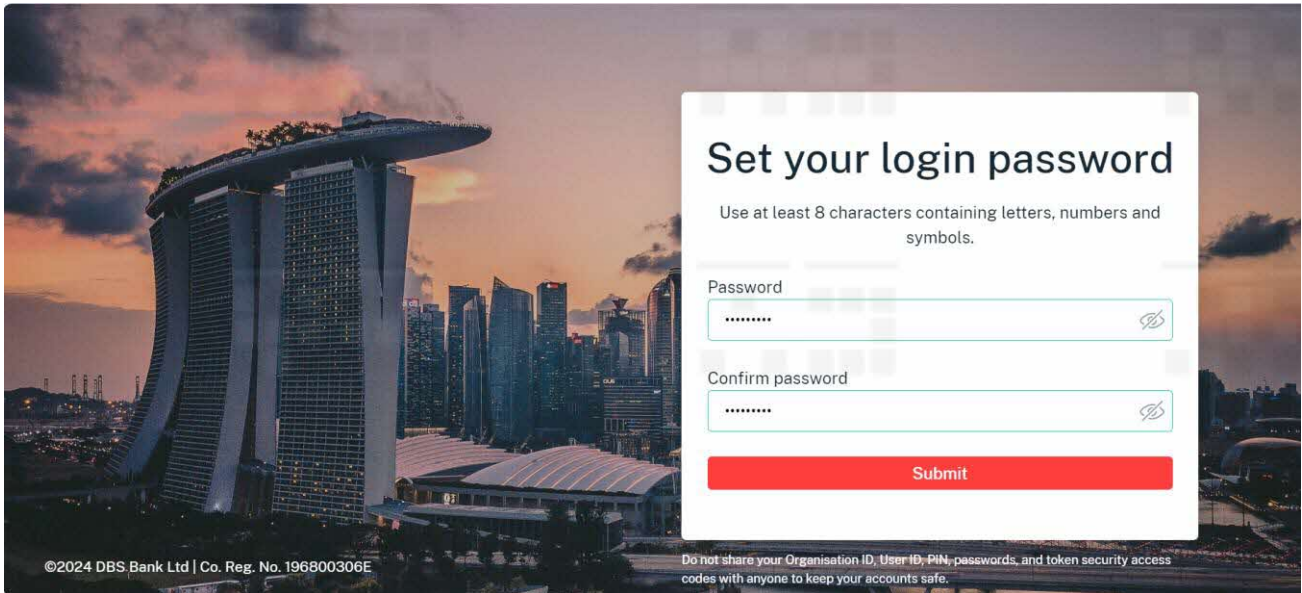 Set your login password
Use at least 8 characters containing letters, numbers and
symbols.
Password
•••••••••
Confirm password
•••••••••
Submit
©2024 DBS Bank Ltd | Co. Reg. No. 196800306E
Do not share your Organisation ID, User ID, PIN, passwords, and token security access
codes with anyone to keep your accounts safe.